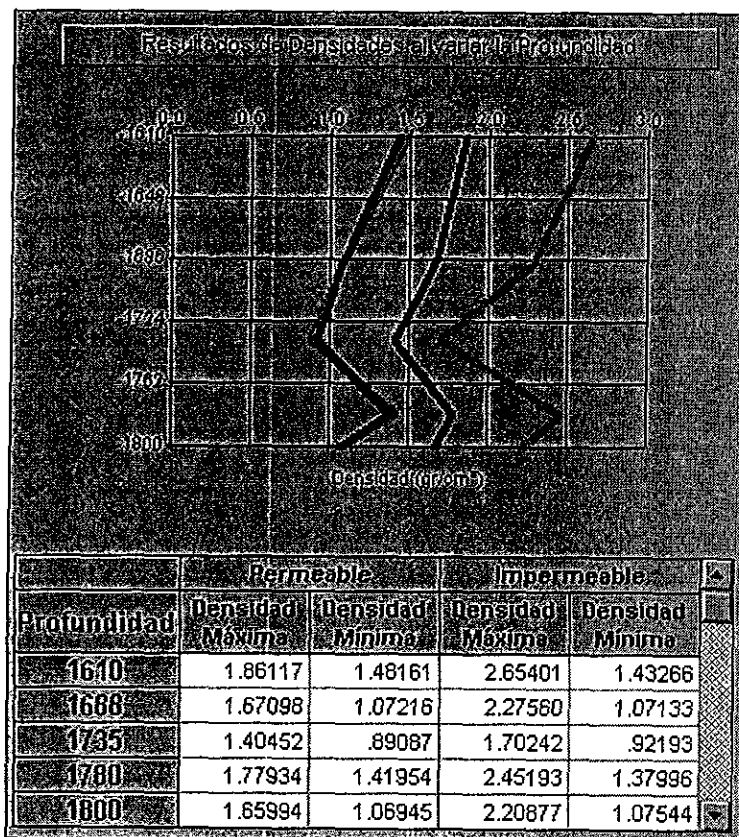 Resultados de Densidades al variar la Profundidad
0.0 0.5 1.0 1.5 2.0 2.5 3.0
1610
1649
1744
1762
1800
Densidad (gr/cm³)
Permeable Impermeable
Profundidad Densidad Máxima Densidad Mínima Densidad Máxima Densidad Mínima
1610 1.86117 1.48161 2.65401 1.43266
1688 1.67098 1.07216 2.27560 1.07133
1735 1.40452 .89087 1.70242 .92193
1780 1.77934 1.41954 2.45193 1.37996
1800 1.65994 1.06945 2.20877 1.07544